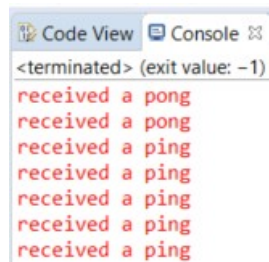 Code View Console
<terminated> (exit value: −1)
received a pong
received a pong
received a ping
received a ping
received a ping
received a ping
received a ping